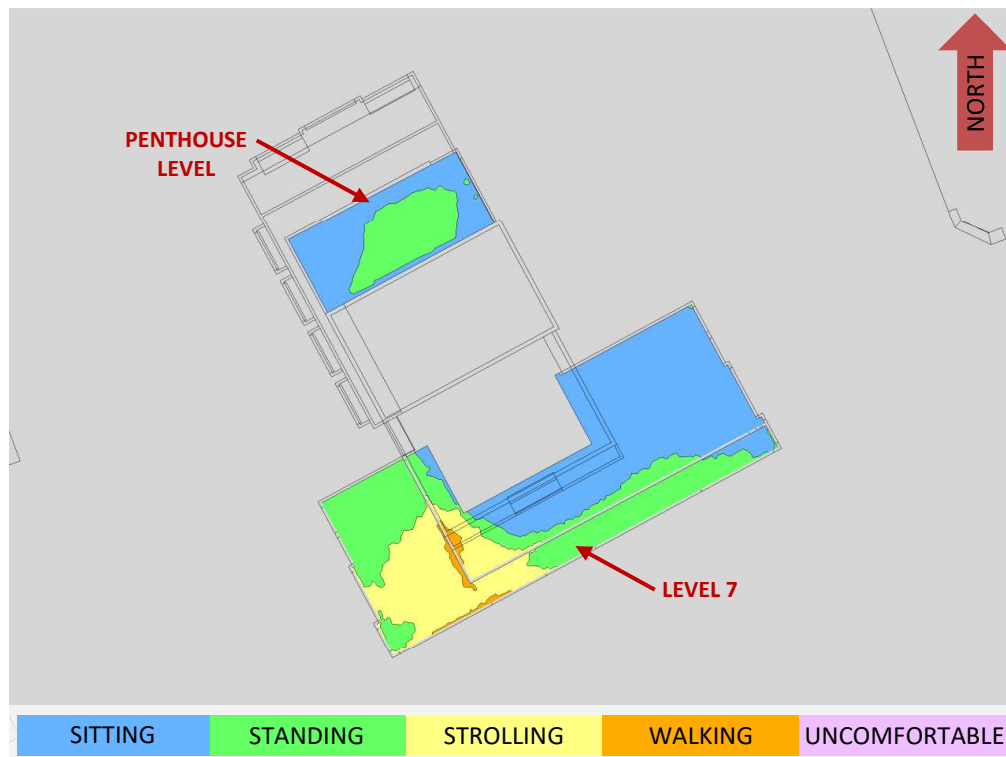 NORTH
PENTHOUSE
LEVEL
LEVEL 7
SITTING
STANDING
STROLLING
WALKING
UNCOMFORTABLE